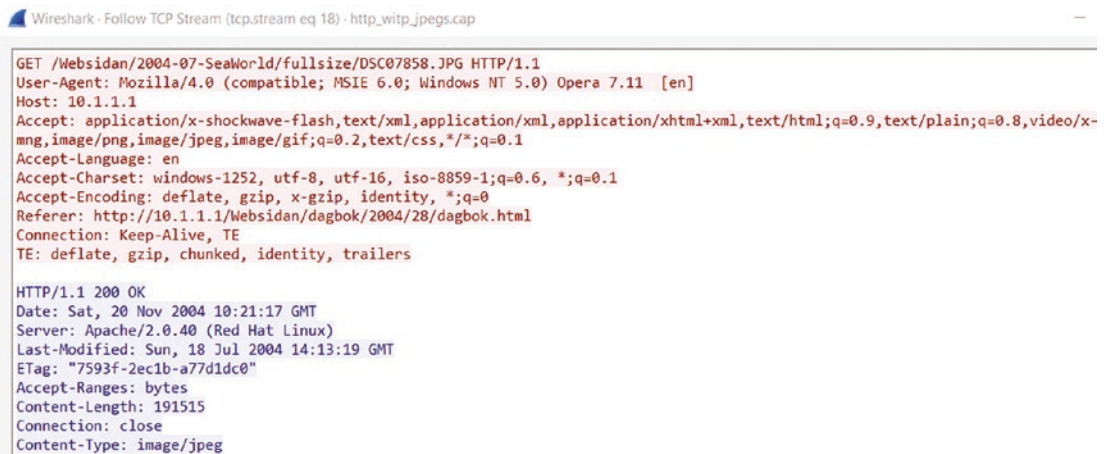 Wireshark · Follow TCP Stream (tcp.stream eq 18) · http_witp_jpegs.cap
GET /Websidan/2004-07-SeaWorld/fullsize/DSC07858.JPG HTTP/1.1
User-Agent: Mozilla/4.0 (compatible; MSIE 6.0; Windows NT 5.0) Opera 7.11  [en]
Host: 10.1.1.1
Accept: application/x-shockwave-flash,text/xml,application/xml,application/xhtml+xml,text/html;q=0.9,text/plain;q=0.8,video/x-
mng,image/png,image/jpeg,image/gif;q=0.2,text/css,*/*;q=0.1
Accept-Language: en
Accept-Charset: windows-1252, utf-8, utf-16, iso-8859-1;q=0.6, *;q=0.1
Accept-Encoding: deflate, gzip, x-gzip, identity, *;q=0
Referer: http://10.1.1.1/Websidan/dagbok/2004/28/dagbok.html
Connection: Keep-Alive, TE
TE: deflate, gzip, chunked, identity, trailers
HTTP/1.1 200 OK
Date: Sat, 20 Nov 2004 10:21:17 GMT
Server: Apache/2.0.40 (Red Hat Linux)
Last-Modified: Sun, 18 Jul 2004 14:13:19 GMT
ETag: "7593f-2ec1b-a77d1dc0"
Accept-Ranges: bytes
Content-Length: 191515
Connection: close
Content-Type: image/jpeg